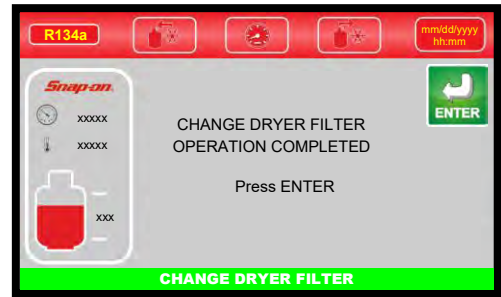 R134a
mm/dd/yyyy
hh:mm
Snap-on
ENTER
xxxxx
xxxxx
xxx
CHANGE DRYER FILTER
OPERATION COMPLETED
Press ENTER
CHANGE DRYER FILTER